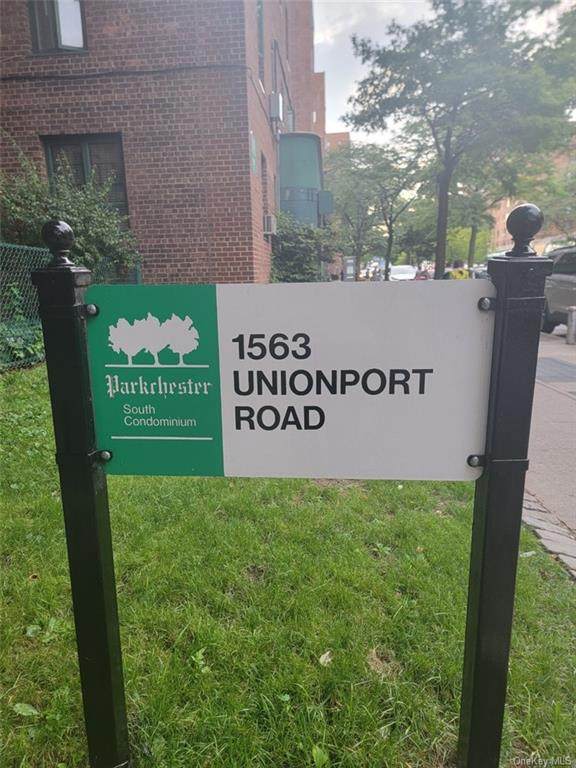 Parkchester
South
Condominium
1563
UNIONPORT
ROAD
OneKey MLS